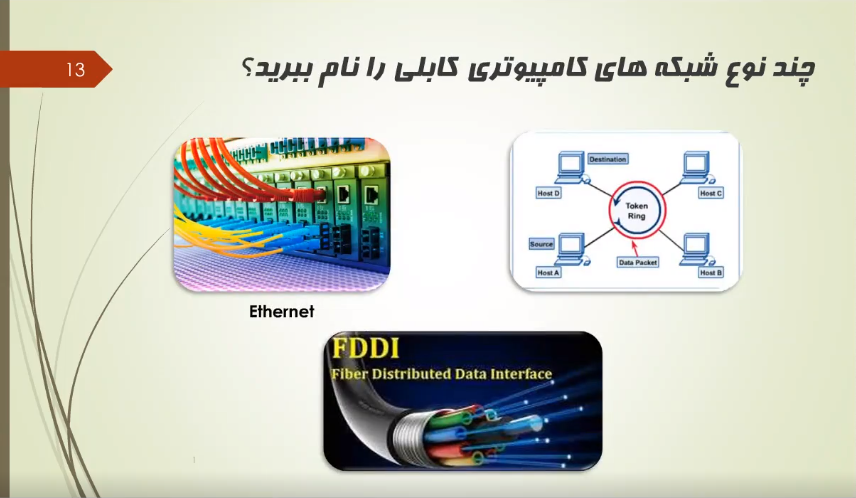 13
چند نوع شبکه های کامپیوتری کابلی را نام ببرید؟
Destination
Host D
Host C
Token
Ring
Source
Host A
Data Packet
Host B
Ethernet
FDDI
Fiber Distributed Data Interface
1